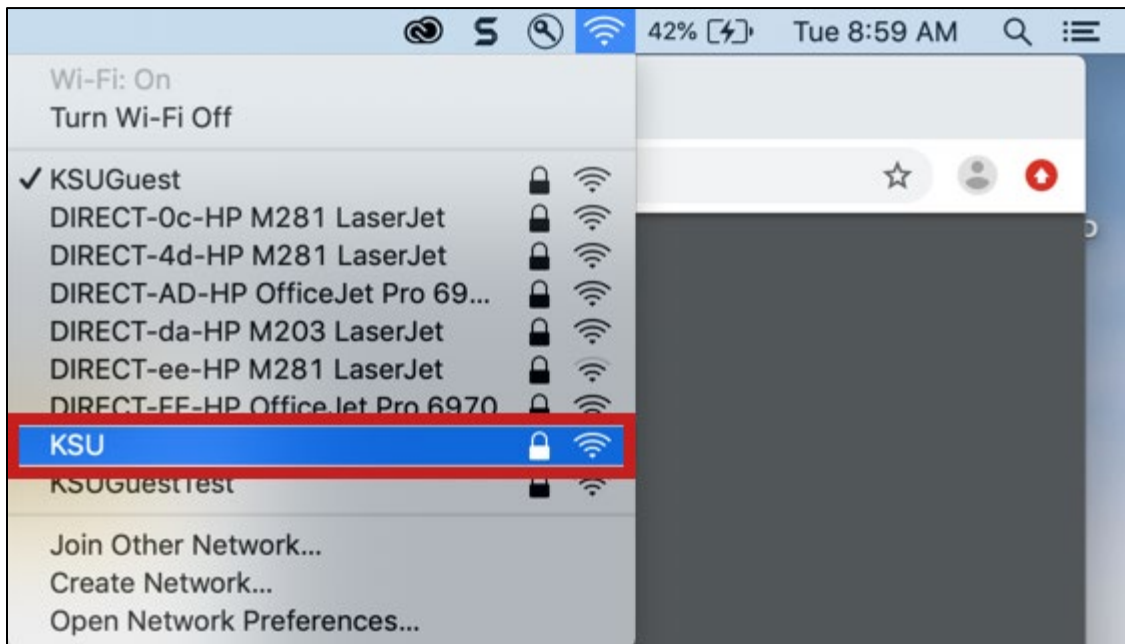 42% Tue 8:59 AM
Wi-Fi: On
Turn Wi-Fi Off
✓ KSUGuest
DIRECT-0c-HP M281 LaserJet
DIRECT-4d-HP M281 LaserJet
DIRECT-AD-HP OfficeJet Pro 69...
DIRECT-da-HP M203 LaserJet
DIRECT-ee-HP M281 LaserJet
DIRECT-FF-HP OfficeJet Pro 6970
KSU
KSUGuestTest
Join Other Network...
Create Network...
Open Network Preferences...